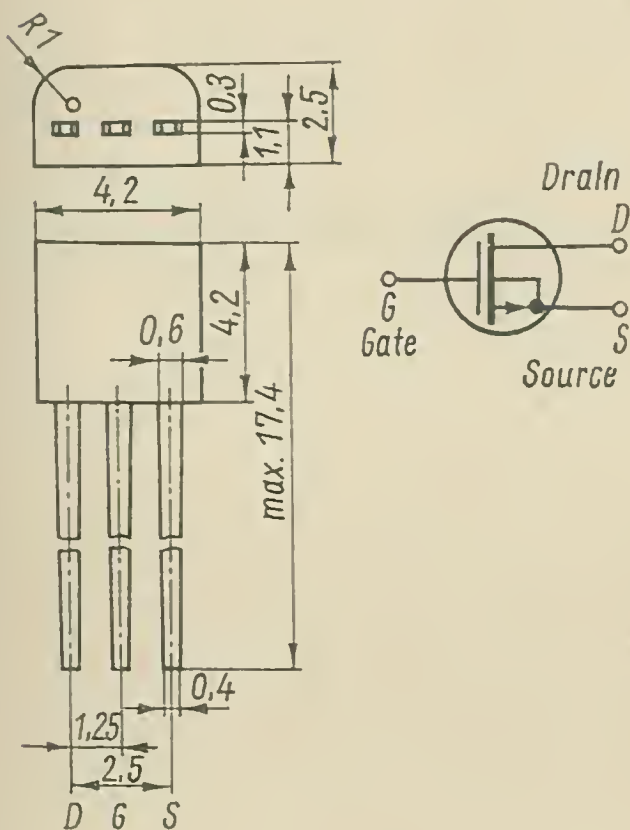 R1
0,3
1,1
2,5
4,2
4,2
0,6
max. 17,4
0,4
1,25
2,5
D G S
Drain
D
G
Gate
S
Source